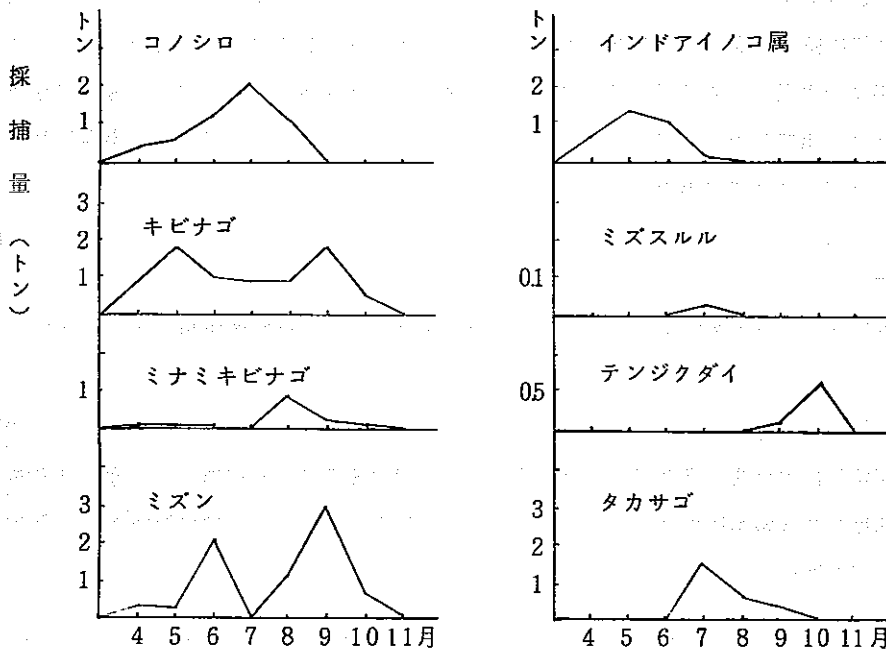 採捕量（トン）
トン
コノシロ
2
1
キビナゴ
3
2
1
ミナミキビナゴ
1
ミズン
3
2
1
4 5 6 7 8 9 10 11月
トン
インドアイノコ属
2
1
ミズスルル
0.1
テンジクダイ
0.5
タカサゴ
3
2
1
4 5 6 7 8 9 10 11月